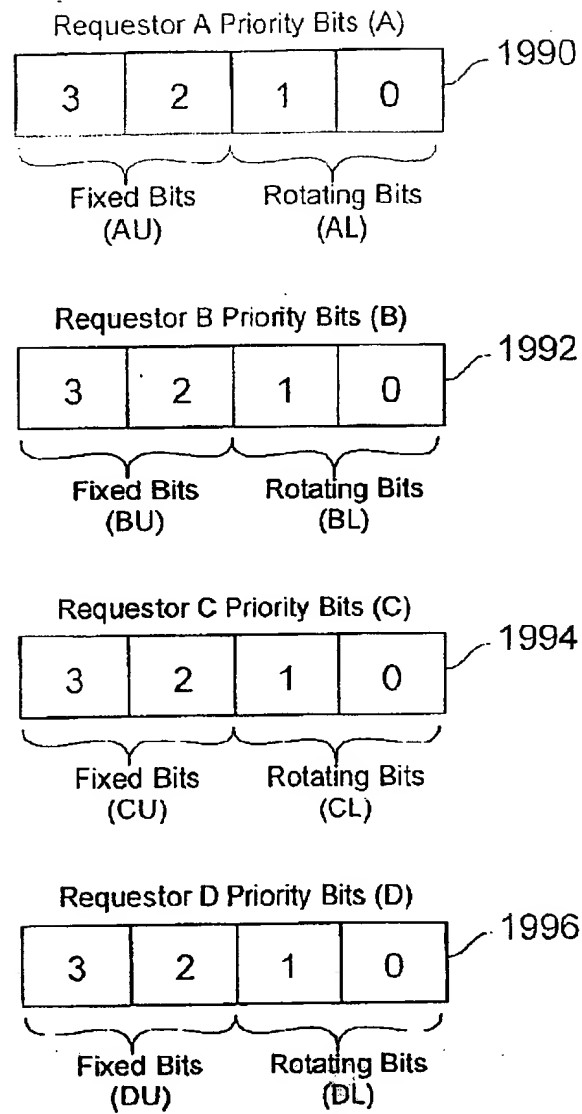 Requestor A Priority Bits (A)
1990
3 2 1 0
Fixed Bits Rotating Bits
(AU) (AL)
Requestor B Priority Bits (B)
1992
3 2 1 0
Fixed Bits Rotating Bits
(BU) (BL)
Requestor C Priority Bits (C)
1994
3 2 1 0
Fixed Bits Rotating Bits
(CU) (CL)
Requestor D Priority Bits (D)
1996
3 2 1 0
Fixed Bits Rotating Bits
(DU) (DL)